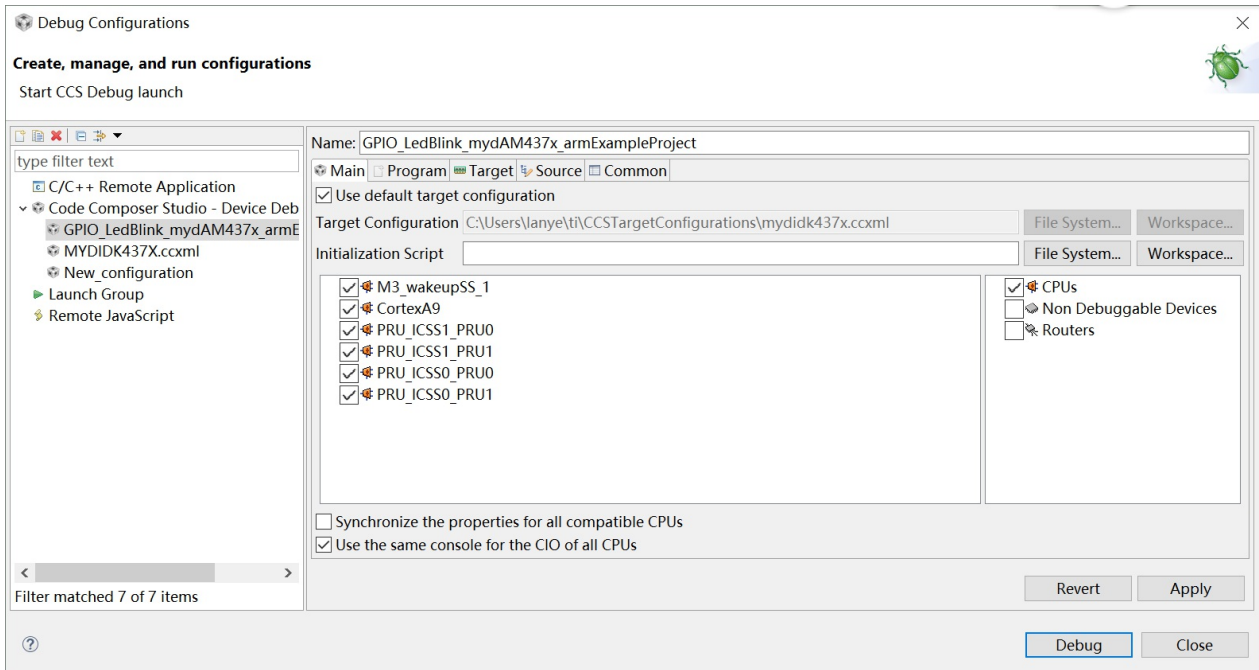 Debug Configurations
Create, manage, and run configurations
Start CCS Debug launch
type filter text
C/C++ Remote Application
Code Composer Studio - Device Deb
GPIO_LedBlink_mydAM437x_armE
MYDIDK437X.ccxml
New_configuration
Launch Group
Remote JavaScript
Filter matched 7 of 7 items
Name: GPIO_LedBlink_mydAM437x_armExampleProject
Main Program Target Source Common
Use default target configuration
Target Configuration C:\Users\lanye\ti\CCSTargetConfigurations\mydidk437x.ccxml File System... Workspace...
Initialization Script File System... Workspace...
M3_wakeupSS_1
CortexA9
PRU_ICSS1_PRU0
PRU_ICSS1_PRU1
PRU_ICSS0_PRU0
PRU_ICSS0_PRU1
CPUs
Non Debuggable Devices
Routers
Synchronize the properties for all compatible CPUs
Use the same console for the CIO of all CPUs
Revert Apply
Debug Close